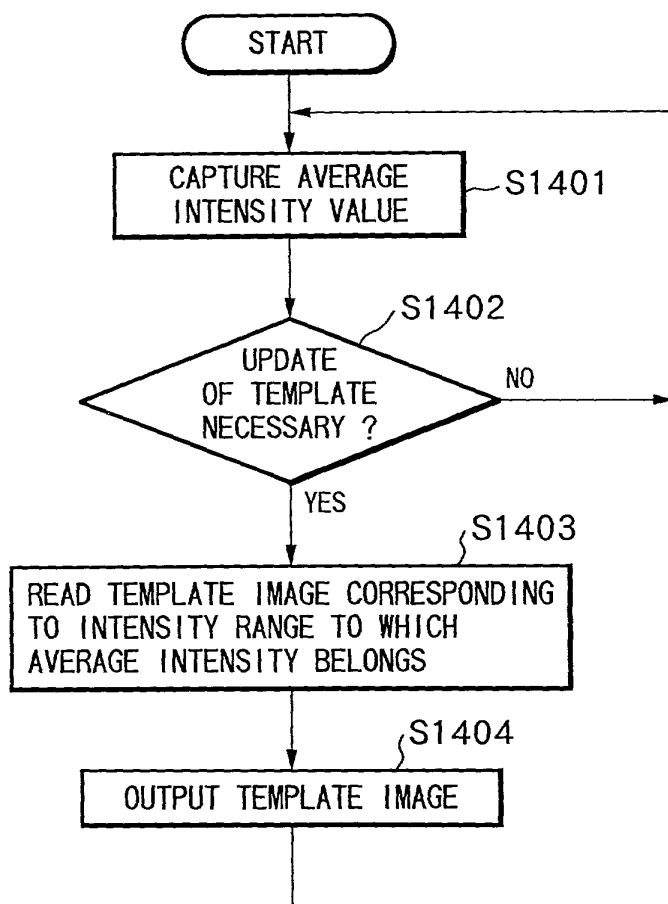 START
CAPTURE AVERAGE
INTENSITY VALUE
S1401
S1402
UPDATE
OF TEMPLATE
NECESSARY ?
NO
YES
S1403
READ TEMPLATE IMAGE CORRESPONDING
TO INTENSITY RANGE TO WHICH
AVERAGE INTENSITY BELONGS
S1404
OUTPUT TEMPLATE IMAGE